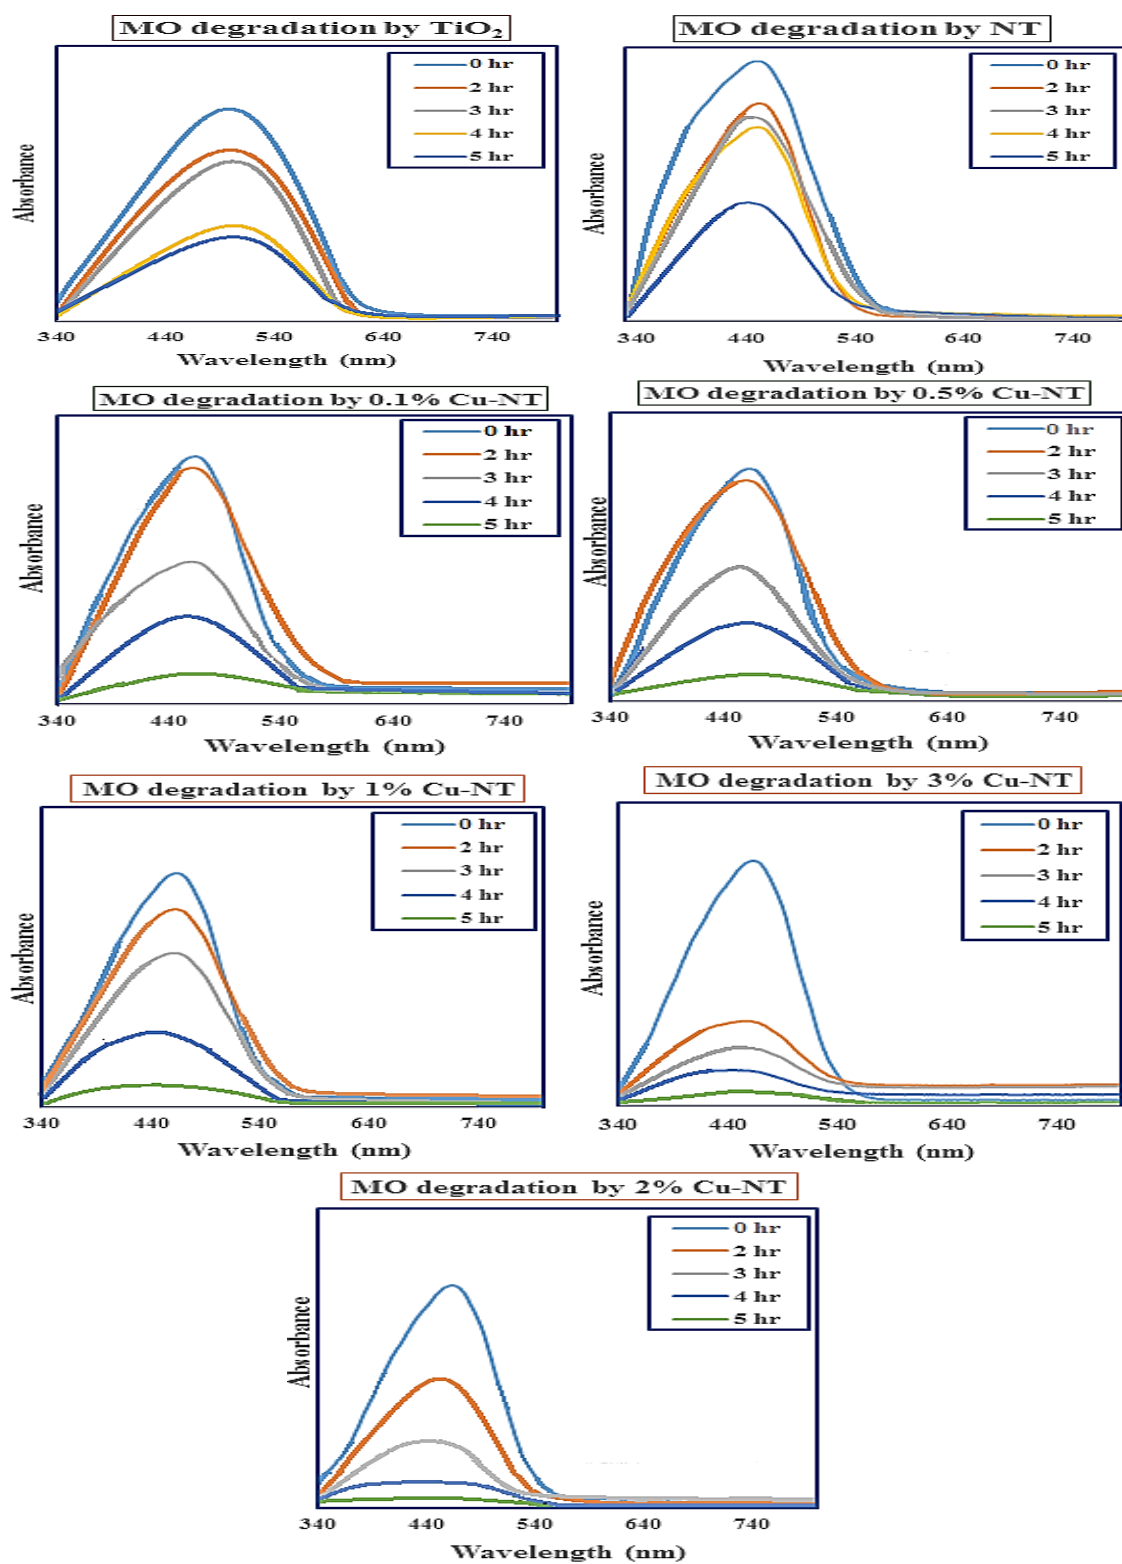 MO degradation by TiO₂
0 hr
2 hr
3 hr
4 hr
5 hr
Absorbance
340 440 540 640 740
Wavelength (nm)
MO degradation by NT
0 hr
2 hr
3 hr
4 hr
5 hr
Absorbance
340 440 540 640 740
Wavelength (nm)
MO degradation by 0.1% Cu-NT
0 hr
2 hr
3 hr
4 hr
5 hr
Absorbance
340 440 540 640 740
Wavelength (nm)
MO degradation by 0.5% Cu-NT
0 hr
2 hr
3 hr
4 hr
5 hr
Absorbance
340 440 540 640 740
Wavelength (nm)
MO degradation by 1% Cu-NT
0 hr
2 hr
3 hr
4 hr
5 hr
Absorbance
340 440 540 640 740
Wavelength (nm)
MO degradation by 3% Cu-NT
0 hr
2 hr
3 hr
4 hr
5 hr
Absorbance
340 440 540 640 740
Wavelength (nm)
MO degradation by 2% Cu-NT
0 hr
2 hr
3 hr
4 hr
5 hr
Absorbance
340 440 540 640 740
Wavelength (nm)